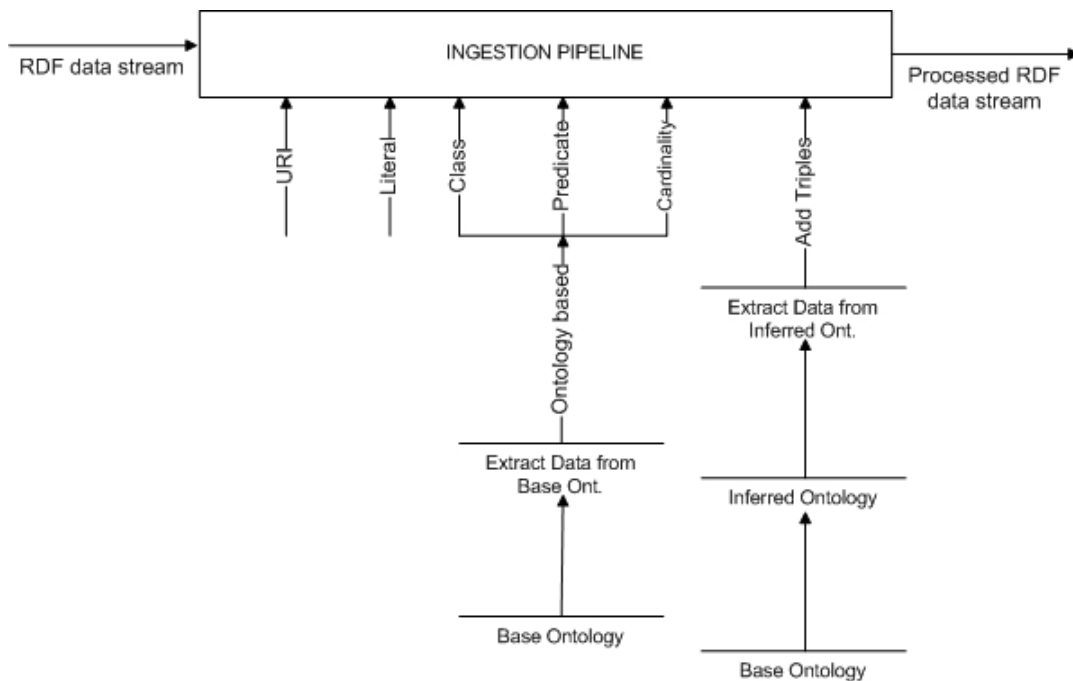 INGESTION PIPELINE
RDF data stream
Processed RDF
data stream
URI
Literal
Class
Predicate
Cardinality
Add Triples
Ontology based
Extract Data from
Inferred Ont.
Extract Data from
Base Ont.
Inferred Ontology
Base Ontology
Base Ontology